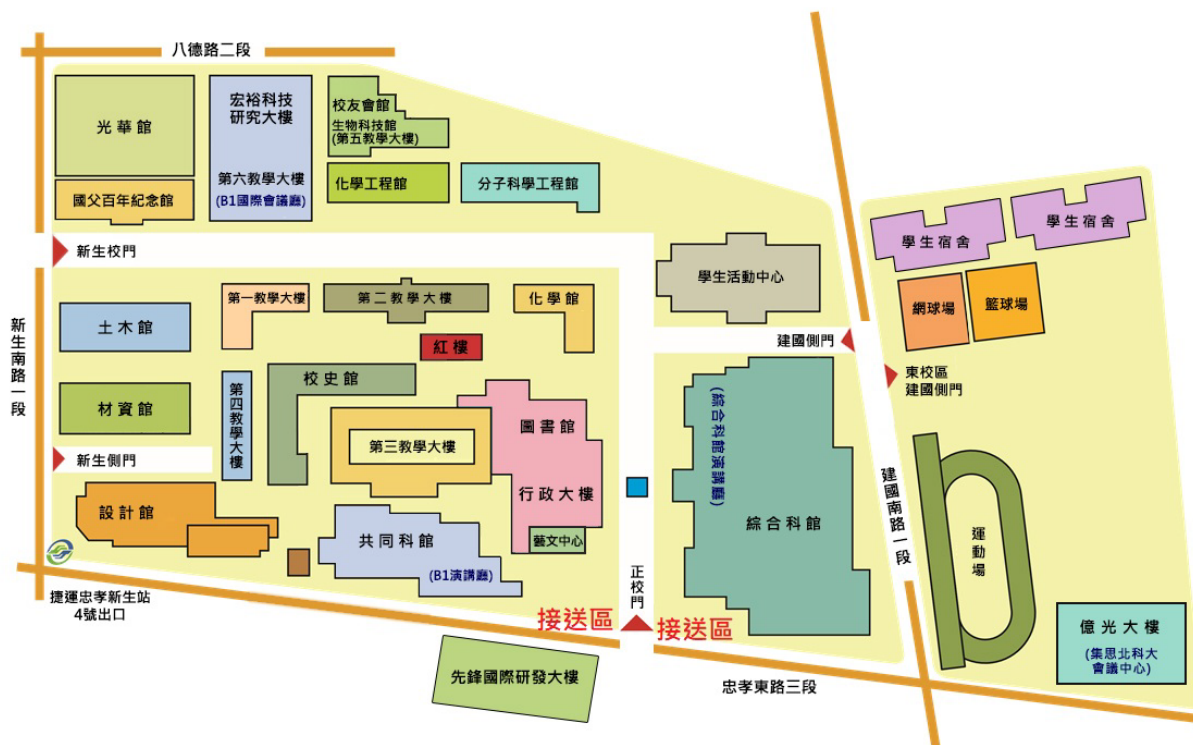 八德路二段
光華館
國父百年紀念館
宏裕科技
研究大樓
第六教學大樓
(B1國際會議廳)
校友會館
生物科技館
(第五教學大樓)
化學工程館
分子科學工程館
新生校門
學生活動中心
學生宿舍
學生宿舍
網球場
籃球場
建國側門
東校區
建國側門
新生南路一段
土木館
第一教學大樓
第二教學大樓
化學館
紅樓
材資館
第四教學大樓
校史館
第三教學大樓
圖書館
行政大樓
藝文中心
新生側門
設計館
共同科館
(B1演講廳)
(綜合科館演講廳)
綜合科館
建國南路一段
運動場
正校門
接送區
接送區
捷運忠孝新生站
4號出口
先鋒國際研發大樓
忠孝東路三段
億光大樓
(集思北科大
會議中心)